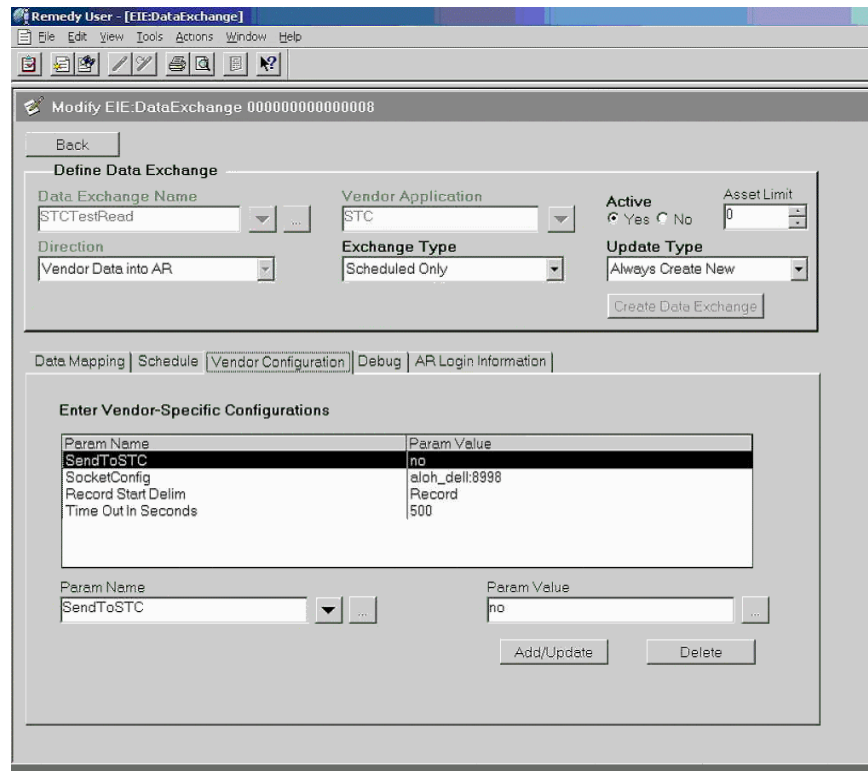 Remedy User - [EIE:DataExchange]
File Edit View Tools Actions Window Help
Modify EIE:DataExchange 000000000000008
Back
Define Data Exchange
Data Exchange Name
STCTestRead
...
Vendor Application
STC
Active
Yes No
Asset Limit
0
Direction
Vendor Data into AR
Exchange Type
Scheduled Only
Update Type
Always Create New
Create Data Exchange
Data Mapping Schedule Vendor Configuration Debug AR Login Information
Enter Vendor-Specific Configurations
Param Name Param Value
SendToSTC no
SocketConfig aloh_dell:8998
Record Start Delim Record
Time Out In Seconds 500
Param Name Param Value
SendToSTC ... no ...
Add/Update Delete